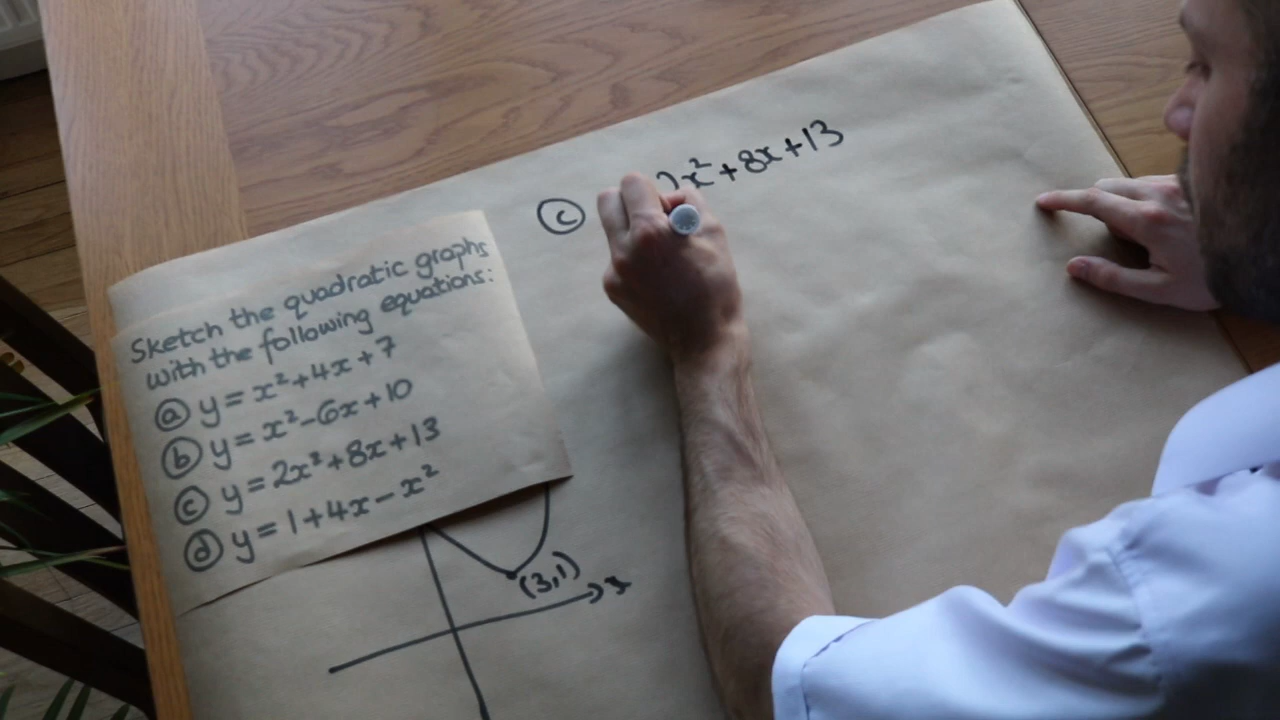 Sketch the quadratic graphs
with the following equations:
ⓐ y = x² + 4x + 7
ⓑ y = x² - 6x + 10
ⓒ y = 2x² + 8x + 13
ⓓ y = 1 + 4x - x²
ⓒ 2x² + 8x + 13
(3,1)
x